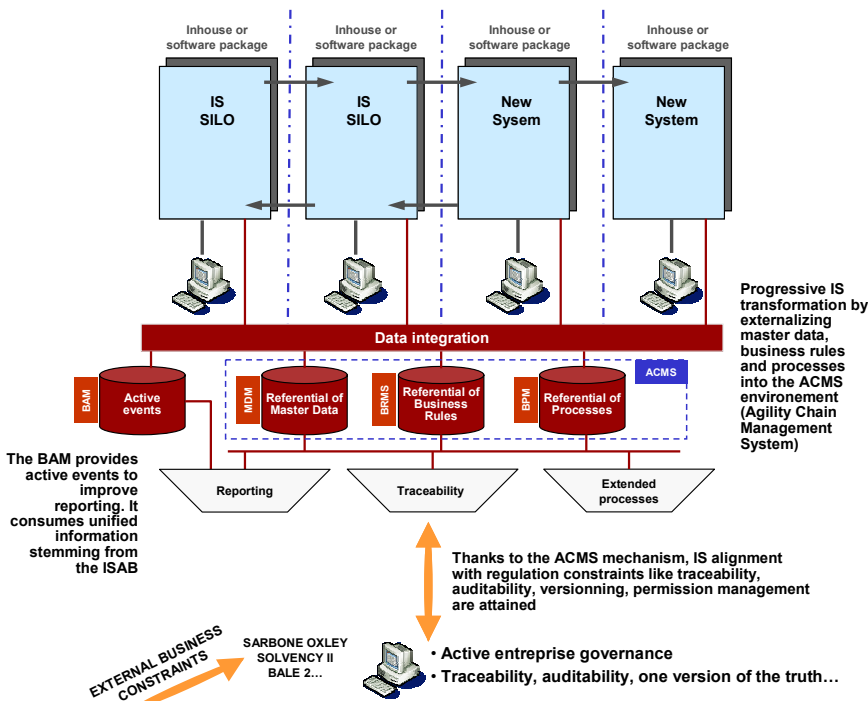 Inhouse or
software package
Inhouse or
software package
Inhouse or
software package
Inhouse or
software package
IS
SILO
IS
SILO
New
Sysem
New
System
Progressive IS
transformation by
externalizing
master data,
business rules
and processes
into the ACMS
environement
(Agility Chain
Management
System)
Data integration
ACMS
BAM
Active
events
MDM
Referential of
Master Data
BRMS
Referential of
Business
Rules
BPM
Referential of
Processes
The BAM provides
active events to
improve
reporting. It
consumes unified
information
stemming from
the ISAB
Reporting
Traceability
Extended
processes
Thanks to the ACMS mechanism, IS alignment
with regulation constraints like traceability,
auditability, versionning, permission management
are attained
EXTERNAL BUSINESS
CONSTRAINTS
SARBONE OXLEY
SOLVENCY II
BALE 2...
• Active entreprise governance
• Traceability, auditability, one version of the truth...